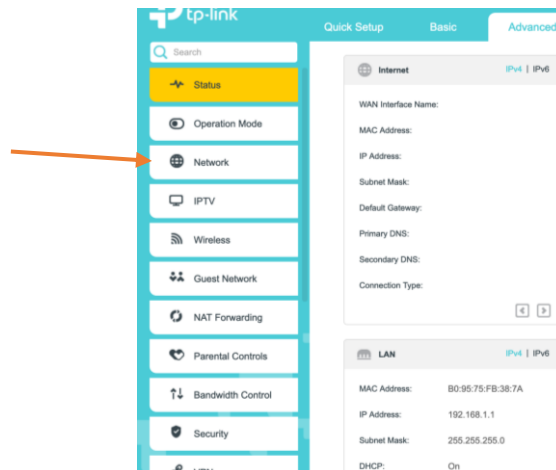 tp-link
Quick Setup Basic Advanced
Search
Status
Operation Mode
Network
IPTV
Wireless
Guest Network
NAT Forwarding
Parental Controls
Bandwidth Control
Security
VPN
Internet IPv4 | IPv6
WAN Interface Name:
MAC Address:
IP Address:
Subnet Mask:
Default Gateway:
Primary DNS:
Secondary DNS:
Connection Type:
LAN IPv4 | IPv6
MAC Address: B0:95:75:FB:38:7A
IP Address: 192.168.1.1
Subnet Mask: 255.255.255.0
DHCP: On